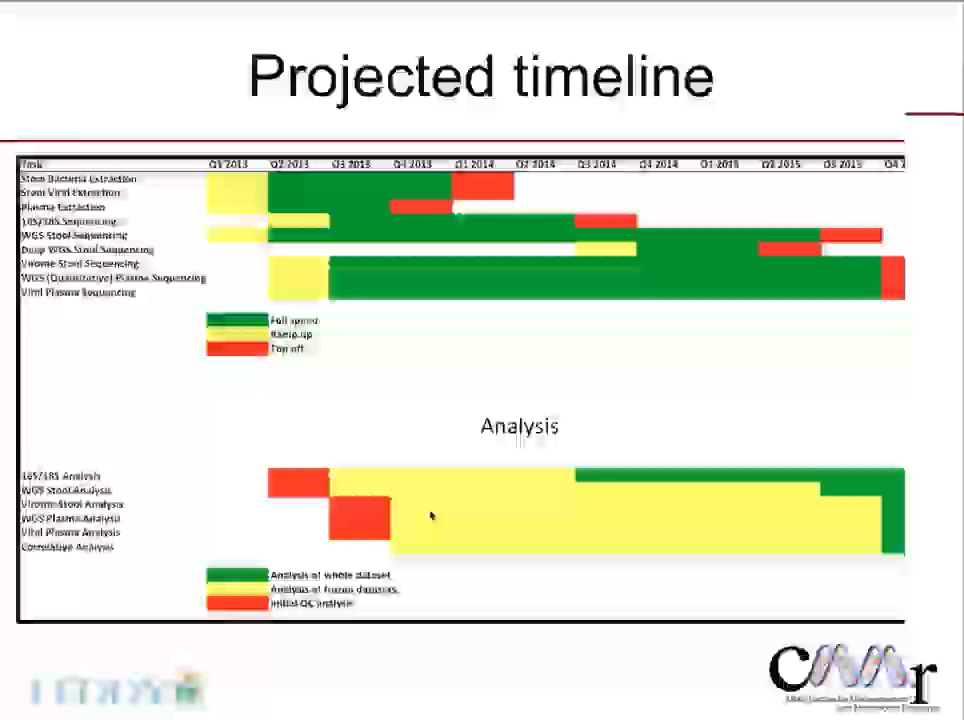 Projected timeline
Task Q1 2013 Q2 2013 Q3 2013 Q4 2013 Q1 2014 Q2 2014 Q3 2014 Q4 2014 Q1 2015 Q2 2015 Q3 2015 Q4
Stool Bacteria Extraction
Stool Viral Extraction
Plasma Extraction
16S/18S Sequencing
WGS Stool Sequencing
Deep WGS Stool Sequencing
Virome Stool Sequencing
WGS (Quantitative) Plasma Sequencing
Viral Plasma Sequencing
Full speed
Ramp up
Top off
Analysis
16S/18S Analysis
WGS Stool Analysis
Virome Stool Analysis
WGS Plasma Analysis
Viral Plasma Analysis
Correlative Analysis
Analysis of whole dataset
Analysis of frozen datasets
Initial QC analysis